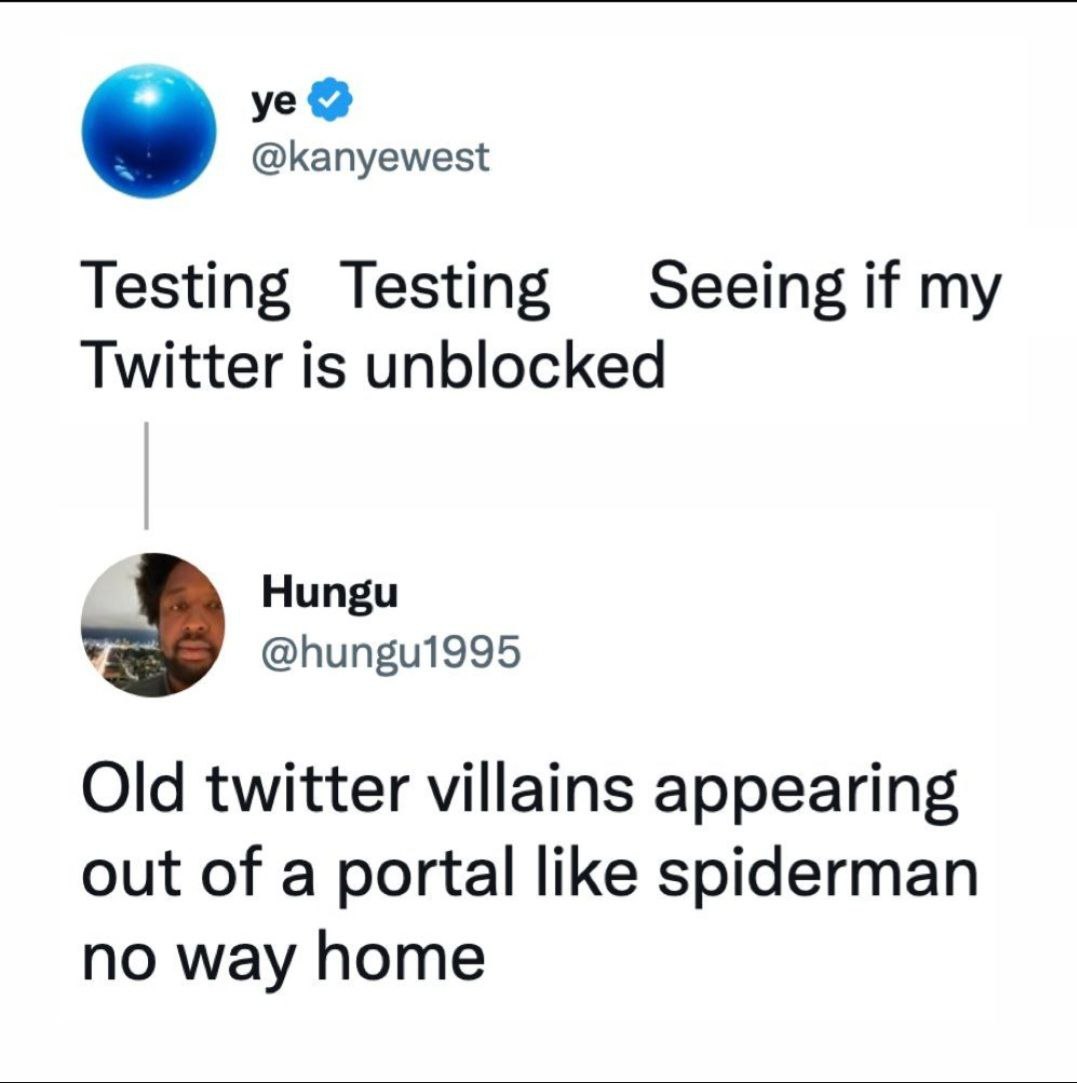 ye
@kanyewest
Testing Testing Seeing if my
Twitter is unblocked
Hungu
@hungu1995
Old twitter villains appearing
out of a portal like spiderman
no way home